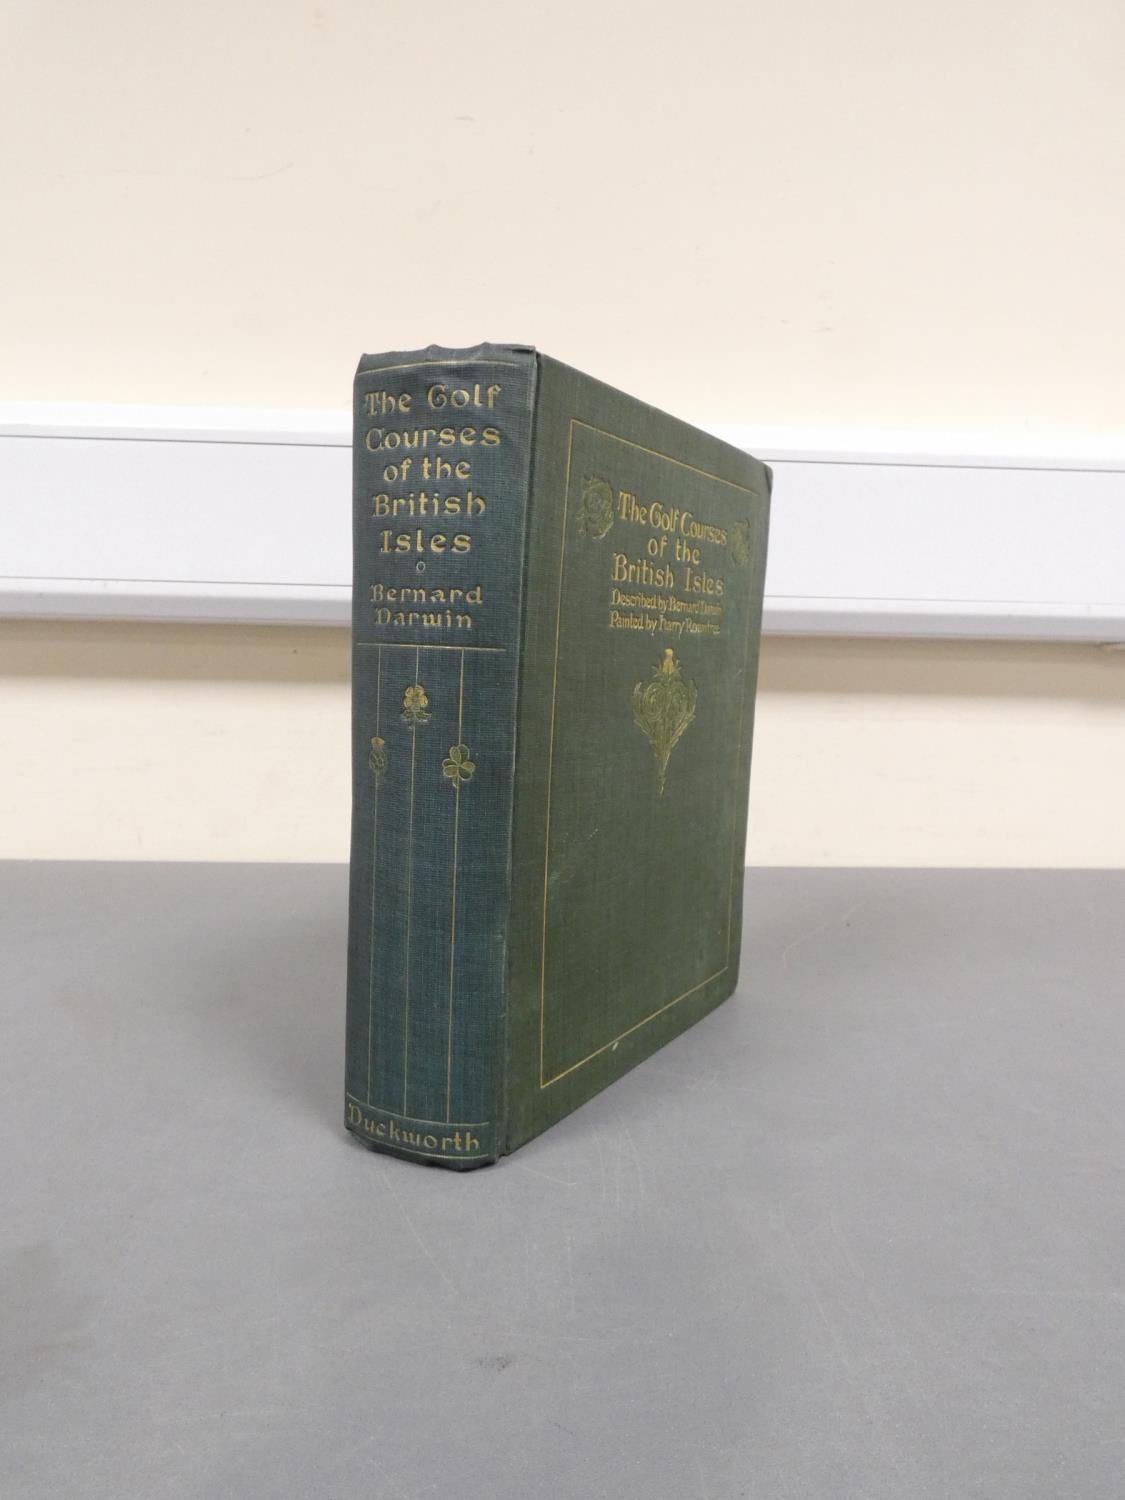 The Golf
Courses
of the
British
Isles
Bernard
Darwin
Duckworth
The Golf Courses
of the
British Isles
Described by Bernard Darwin
Painted by Harry Rountree